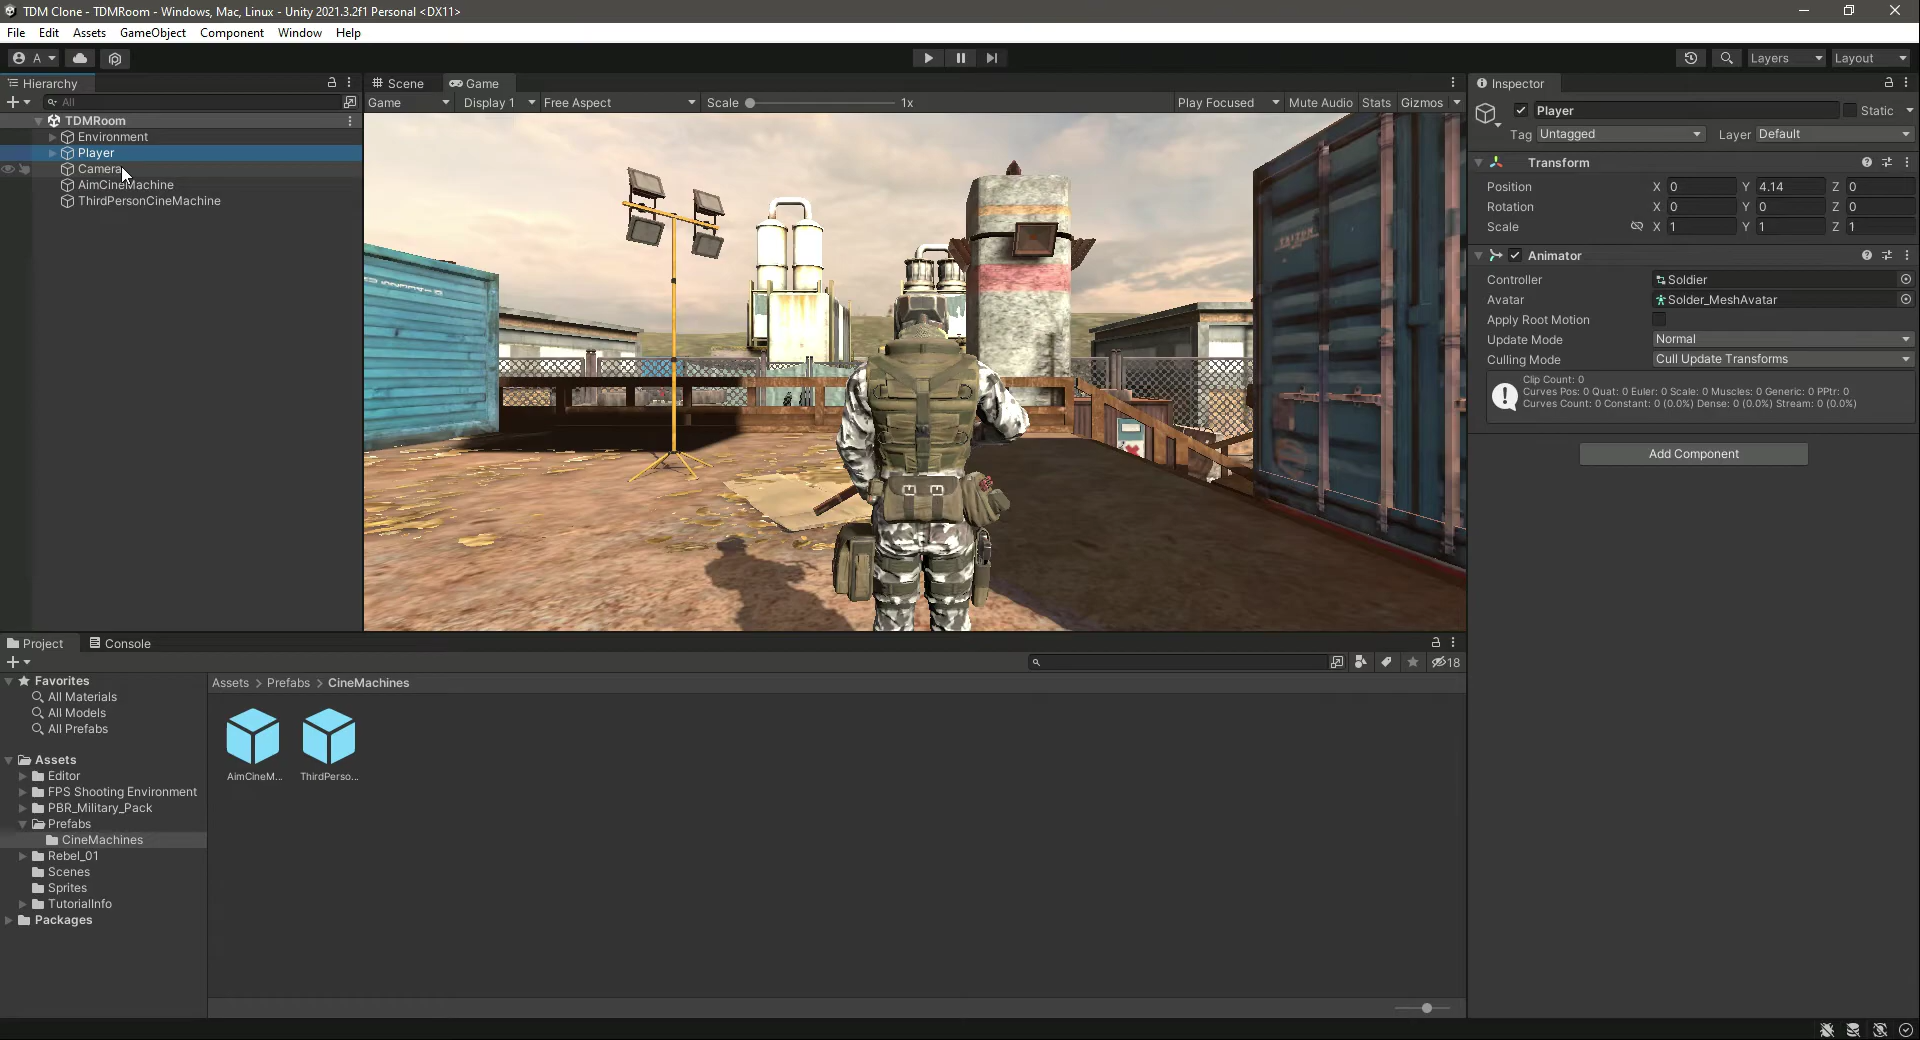 TDM Clone - TDMRoom - Windows, Mac, Linux - Unity 2021.3.2f1 Personal <DX11>
File Edit Assets GameObject Component Window Help
A Layers Layout
Hierarchy Scene Game Inspector
All Game Display 1 Free Aspect Scale 1x Play Focused Mute Audio Stats Gizmos
TDMRoom
Environment
Player
Camera
AimCineMachine
ThirdPersonCineMachine
Player Static
Tag Untagged Layer Default
Transform
Position X 0 Y 4.14 Z 0
Rotation X 0 Y 0 Z 0
Scale X 1 Y 1 Z 1
Animator
Controller Soldier
Avatar Solder_MeshAvatar
Apply Root Motion
Update Mode Normal
Culling Mode Cull Update Transforms
Clip Count: 0
Curves Pos: 0 Quat: 0 Euler: 0 Scale: 0 Muscles: 0 Generic: 0 PPtr: 0
Curves Count: 0 Constant: 0 (0.0%) Dense: 0 (0.0%) Stream: 0 (0.0%)
Add Component
Project Console
18
Favorites
All Materials
All Models
All Prefabs
Assets
Editor
FPS Shooting Environment
PBR_Military_Pack
Prefabs
CineMachines
Rebel_01
Scenes
Sprites
TutorialInfo
Packages
Assets > Prefabs > CineMachines
AimCineM... ThirdPerso...